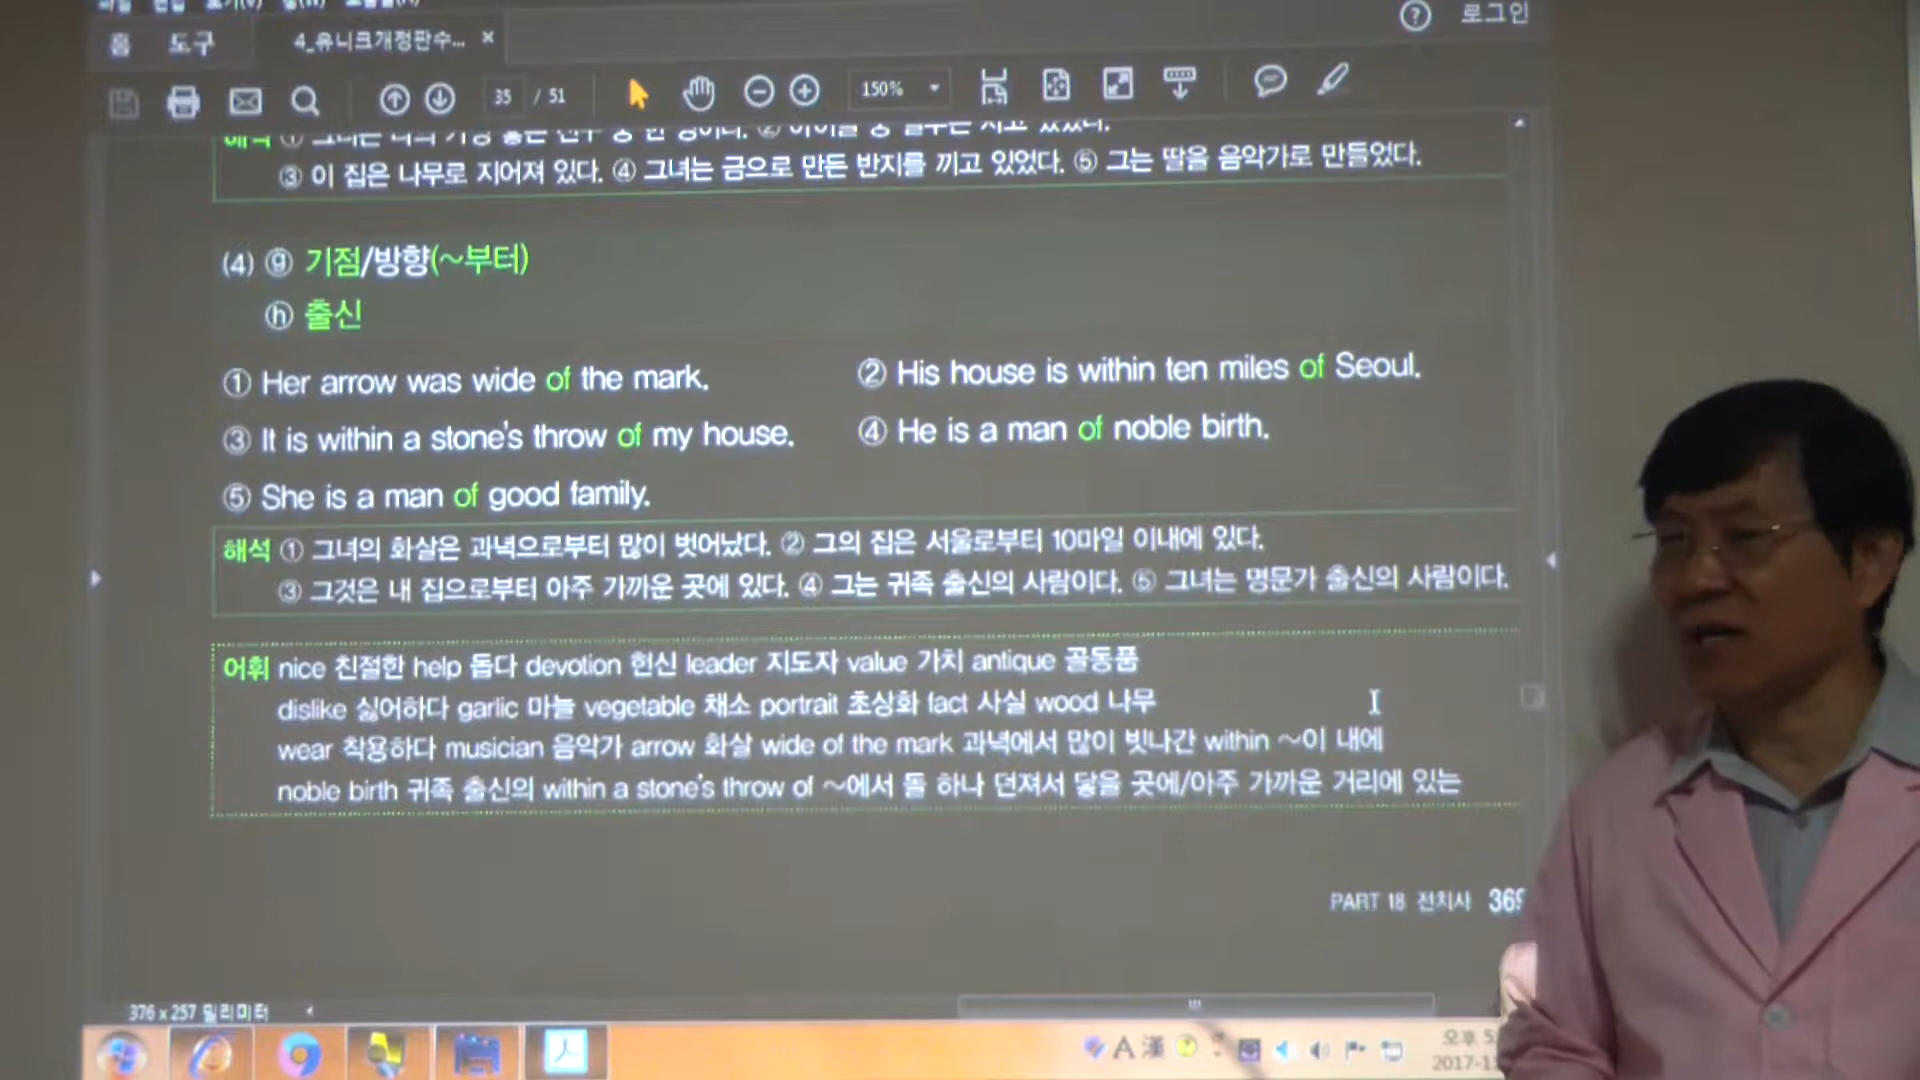 ? 로그인
홈 도구 4_유니크개정판수... ×
35 / 51 150%
③ 이 집은 나무로 지어져 있다. ④ 그녀는 금으로 만든 반지를 끼고 있었다. ⑤ 그는 딸을 음악가로 만들었다.
(4) ⓖ 기점/방향(~부터)
ⓗ 출신
① Her arrow was wide of the mark. ② His house is within ten miles of Seoul.
③ It is within a stone's throw of my house. ④ He is a man of noble birth.
⑤ She is a man of good family.
해석 ① 그녀의 화살은 과녁으로부터 많이 벗어났다. ② 그의 집은 서울로부터 10마일 이내에 있다.
③ 그것은 내 집으로부터 아주 가까운 곳에 있다. ④ 그는 귀족 출신의 사람이다. ⑤ 그녀는 명문가 출신의 사람이다.
어휘 nice 친절한 help 돕다 devotion 헌신 leader 지도자 value 가치 antique 골동품
dislike 싫어하다 garlic 마늘 vegetable 채소 portrait 초상화 fact 사실 wood 나무
wear 착용하다 musician 음악가 arrow 화살 wide of the mark 과녁에서 많이 빗나간 within ~이 내에
noble birth 귀족 출신의 within a stone's throw of ~에서 돌 하나 던져서 닿을 곳에/아주 가까운 거리에 있는
PART 18 전치사 369
376 x 257 밀리미터
A 漢 오후